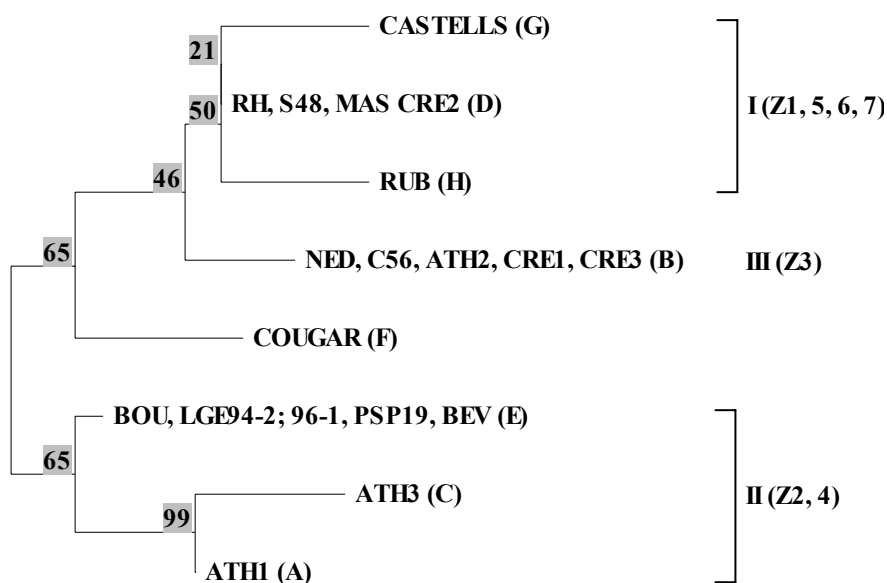 CASTELLS (G)
21
RH, S48, MAS CRE2 (D)
I (Z1, 5, 6, 7)
50
46
RUB (H)
65
NED, C56, ATH2, CRE1, CRE3 (B)
III (Z3)
COUGAR (F)
BOU, LGE94-2; 96-1, PSP19, BEV (E)
65
ATH3 (C)
II (Z2, 4)
99
ATH1 (A)